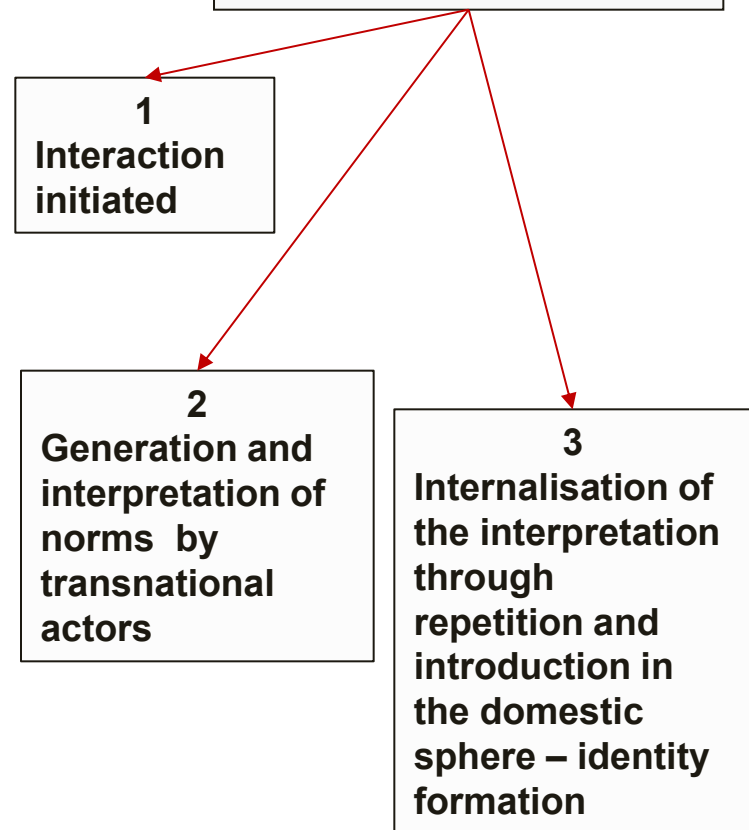 1
Interaction
initiated
2
Generation and
interpretation of
norms by
transnational
actors
3
Internalisation of
the interpretation
through
repetition and
introduction in
the domestic
sphere – identity
formation